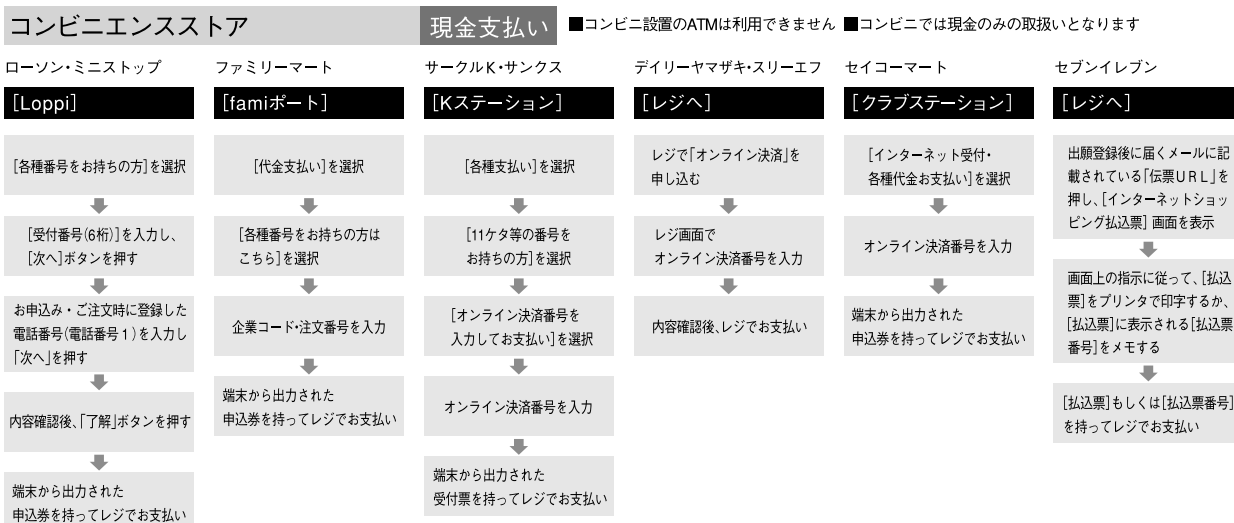 コンビニエンスストア
現金支払い
■コンビニ設置のATMは利用できません ■コンビニでは現金のみの取扱いとなります
ローソン・ミニストップ
[Loppi]
[各種番号をお持ちの方]を選択
[受付番号(6桁)]を入力し、
[次へ]ボタンを押す
お申込み・ご注文時に登録した
電話番号(電話番号1)を入力し
「次へ」を押す
内容確認後、「了解」ボタンを押す
端末から出力された
申込券を持ってレジでお支払い
ファミリーマート
[famiポート]
[代金支払い]を選択
[各種番号をお持ちの方は
こちら]を選択
企業コード・注文番号を入力
端末から出力された
申込券を持ってレジでお支払い
サークルK・サンクス
[Kステーション]
[各種支払い]を選択
[11ケタ等の番号を
お持ちの方]を選択
[オンライン決済番号を
入力してお支払い]を選択
オンライン決済番号を入力
端末から出力された
受付票を持ってレジでお支払い
デイリーヤマザキ・スリーエフ
[レジへ]
レジで「オンライン決済」を
申し込む
レジ画面で
オンライン決済番号を入力
内容確認後、レジでお支払い
セイコーマート
[クラブステーション]
[インターネット受付・
各種代金お支払い]を選択
オンライン決済番号を入力
端末から出力された
申込券を持ってレジでお支払い
セブンイレブン
[レジへ]
出願登録後に届くメールに記
載されている「伝票URL」を
押し、[インターネットショッ
ピング払込票] 画面を表示
画面上の指示に従って、[払込
票]をプリンタで印字するか、
[払込票]に表示される[払込票
番号]をメモする
[払込票]もしくは[払込票番号]
を持ってレジでお支払い